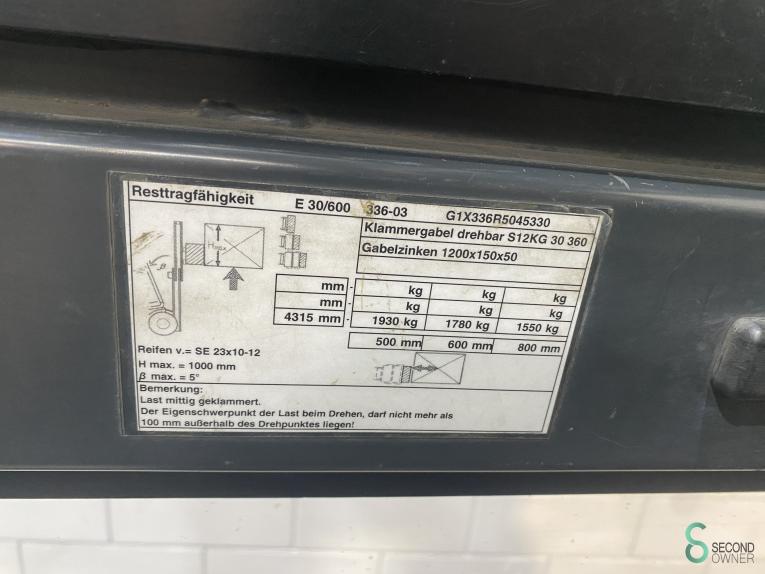 Resttragfähigkeit E 30/600 336-03 G1X336R5045330
Klammergabel drehbar S12KG 30 360
Gabelzinken 1200x150x50
Hmax.
β
mm - kg kg kg
mm - kg kg kg
4315 mm - 1930 kg 1780 kg 1550 kg
500 mm 600 mm 800 mm
Reifen v.= SE 23x10-12
H max. = 1000 mm
β max. = 5°
Bemerkung:
Last mittig geklammert.
Der Eigenschwerpunkt der Last beim Drehen, darf nicht mehr als
100 mm außerhalb des Drehpunktes liegen!
SECOND
OWNER